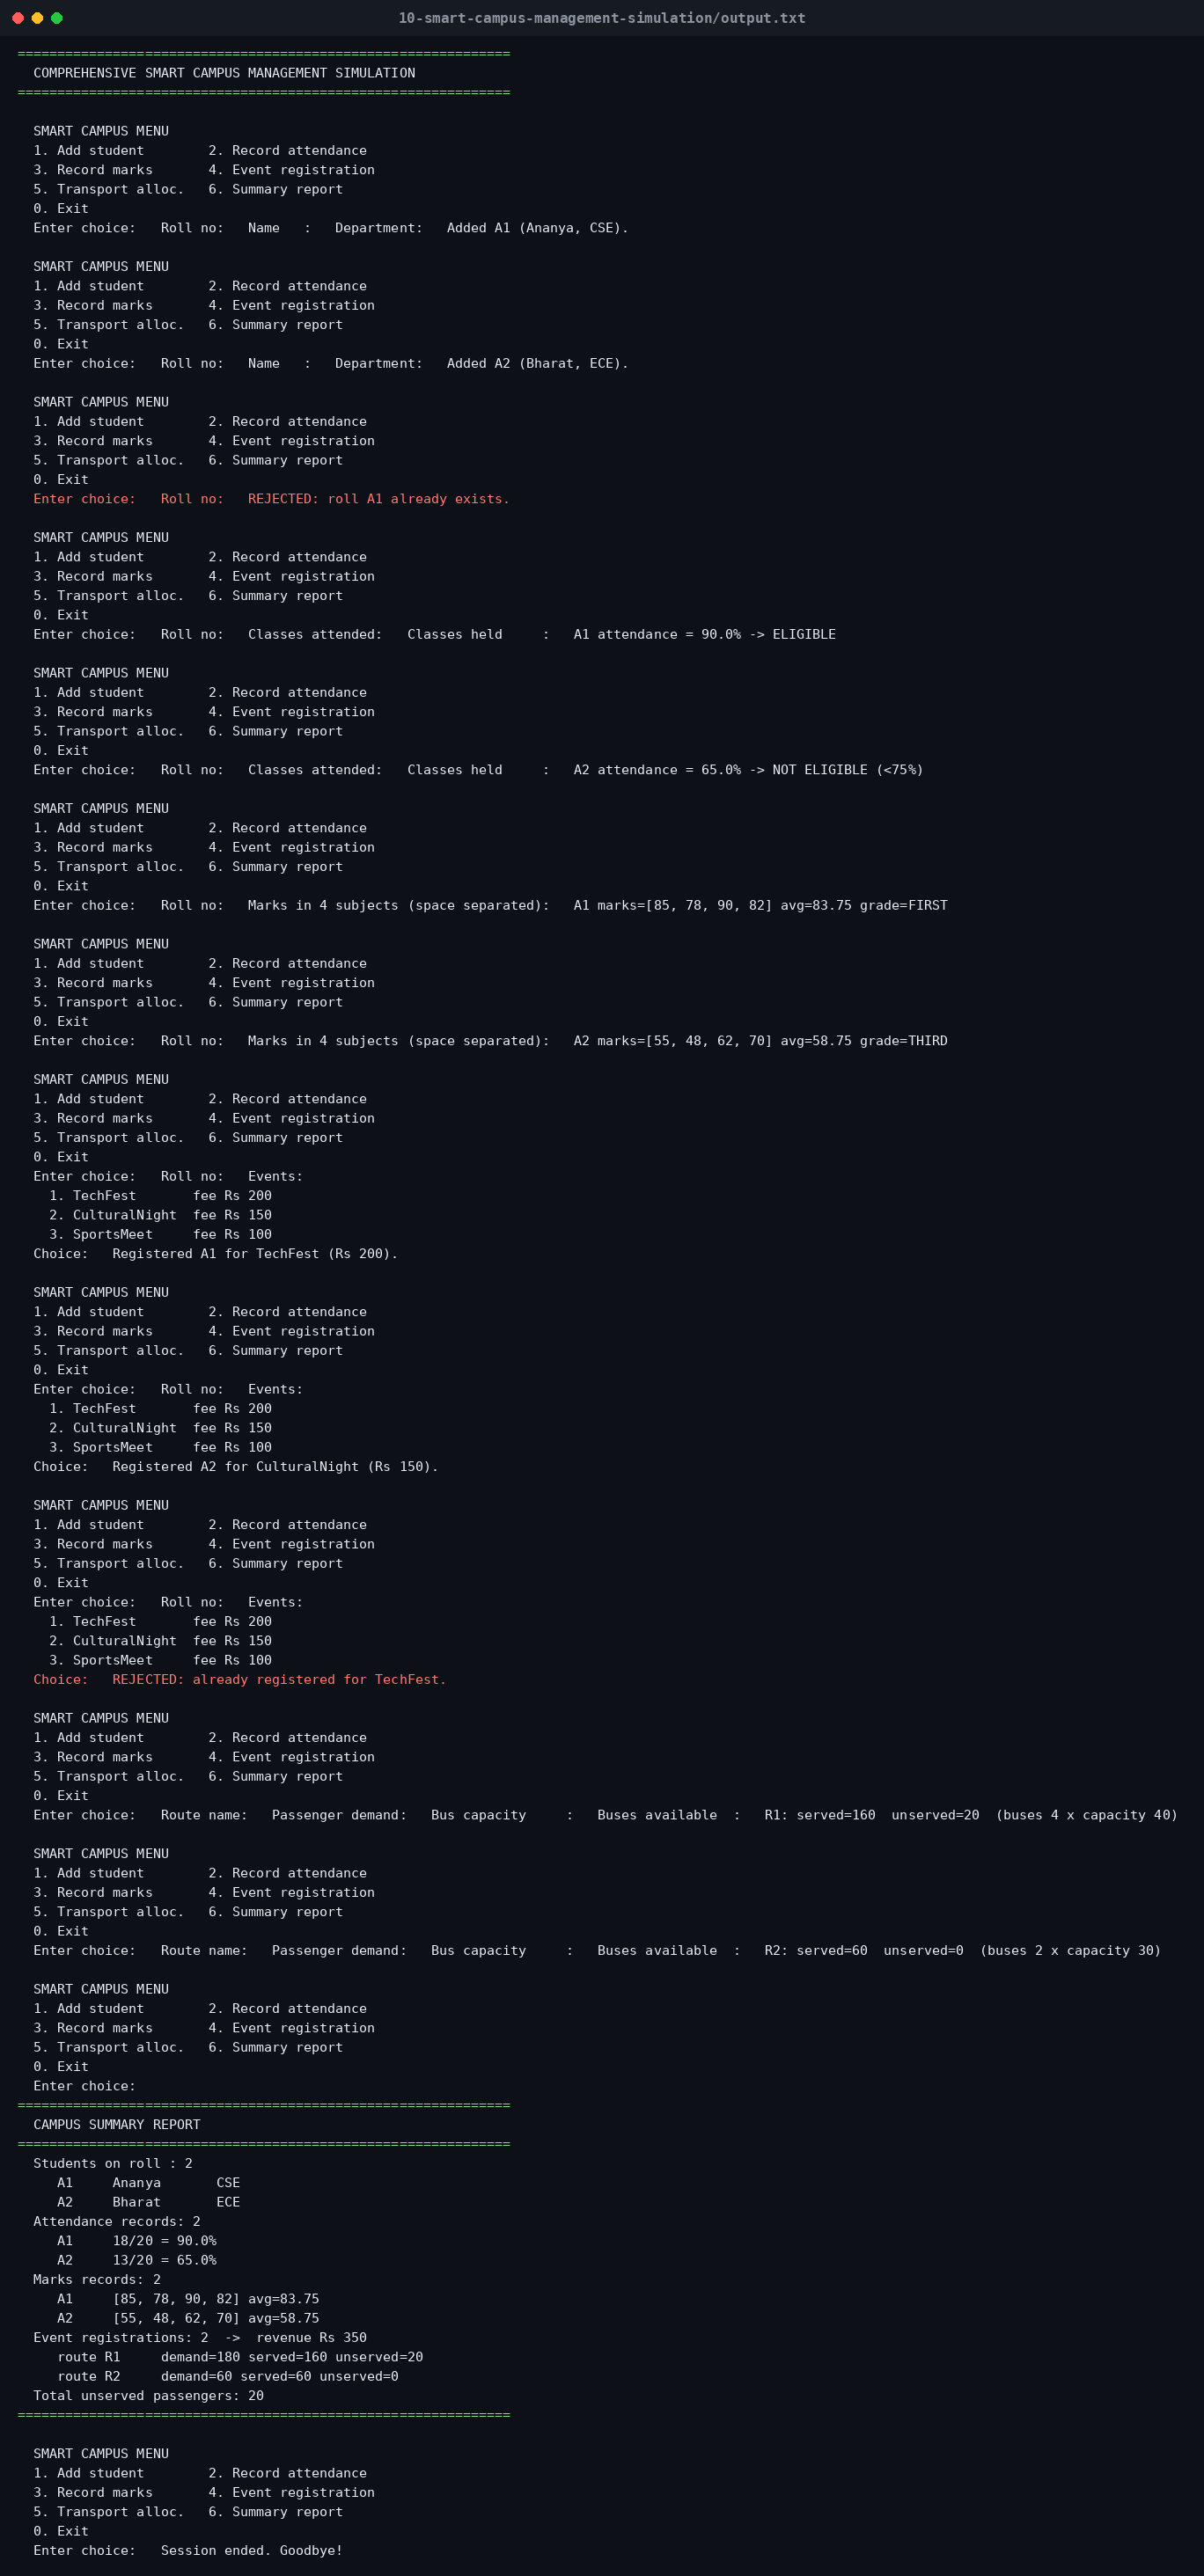 10-smart-campus-management-simulation/output.txt
==============================================================
  COMPREHENSIVE SMART CAMPUS MANAGEMENT SIMULATION
==============================================================

  SMART CAMPUS MENU
  1. Add student        2. Record attendance
  3. Record marks       4. Event registration
  5. Transport alloc.   6. Summary report
  0. Exit
  Enter choice:   Roll no:   Name   :   Department:   Added A1 (Ananya, CSE).

  SMART CAMPUS MENU
  1. Add student        2. Record attendance
  3. Record marks       4. Event registration
  5. Transport alloc.   6. Summary report
  0. Exit
  Enter choice:   Roll no:   Name   :   Department:   Added A2 (Bharat, ECE).

  SMART CAMPUS MENU
  1. Add student        2. Record attendance
  3. Record marks       4. Event registration
  5. Transport alloc.   6. Summary report
  0. Exit
  Enter choice:   Roll no:   REJECTED: roll A1 already exists.

  SMART CAMPUS MENU
  1. Add student        2. Record attendance
  3. Record marks       4. Event registration
  5. Transport alloc.   6. Summary report
  0. Exit
  Enter choice:   Roll no:   Classes attended:   Classes held     :   A1 attendance = 90.0% -> ELIGIBLE

  SMART CAMPUS MENU
  1. Add student        2. Record attendance
  3. Record marks       4. Event registration
  5. Transport alloc.   6. Summary report
  0. Exit
  Enter choice:   Roll no:   Classes attended:   Classes held     :   A2 attendance = 65.0% -> NOT ELIGIBLE (<75%)

  SMART CAMPUS MENU
  1. Add student        2. Record attendance
  3. Record marks       4. Event registration
  5. Transport alloc.   6. Summary report
  0. Exit
  Enter choice:   Roll no:   Marks in 4 subjects (space separated):   A1 marks=[85, 78, 90, 82] avg=83.75 grade=FIRST

  SMART CAMPUS MENU
  1. Add student        2. Record attendance
  3. Record marks       4. Event registration
  5. Transport alloc.   6. Summary report
  0. Exit
  Enter choice:   Roll no:   Marks in 4 subjects (space separated):   A2 marks=[55, 48, 62, 70] avg=58.75 grade=THIRD

  SMART CAMPUS MENU
  1. Add student        2. Record attendance
  3. Record marks       4. Event registration
  5. Transport alloc.   6. Summary report
  0. Exit
  Enter choice:   Roll no:   Events:
    1. TechFest       fee Rs 200
    2. CulturalNight  fee Rs 150
    3. SportsMeet     fee Rs 100
  Choice:   Registered A1 for TechFest (Rs 200).

  SMART CAMPUS MENU
  1. Add student        2. Record attendance
  3. Record marks       4. Event registration
  5. Transport alloc.   6. Summary report
  0. Exit
  Enter choice:   Roll no:   Events:
    1. TechFest       fee Rs 200
    2. CulturalNight  fee Rs 150
    3. SportsMeet     fee Rs 100
  Choice:   Registered A2 for CulturalNight (Rs 150).

  SMART CAMPUS MENU
  1. Add student        2. Record attendance
  3. Record marks       4. Event registration
  5. Transport alloc.   6. Summary report
  0. Exit
  Enter choice:   Roll no:   Events:
    1. TechFest       fee Rs 200
    2. CulturalNight  fee Rs 150
    3. SportsMeet     fee Rs 100
  Choice:   REJECTED: already registered for TechFest.

  SMART CAMPUS MENU
  1. Add student        2. Record attendance
  3. Record marks       4. Event registration
  5. Transport alloc.   6. Summary report
  0. Exit
  Enter choice:   Route name:   Passenger demand:   Bus capacity     :   Buses available  :   R1: served=160  unserved=20  (buses 4 x capacity 40)

  SMART CAMPUS MENU
  1. Add student        2. Record attendance
  3. Record marks       4. Event registration
  5. Transport alloc.   6. Summary report
  0. Exit
  Enter choice:   Route name:   Passenger demand:   Bus capacity     :   Buses available  :   R2: served=60  unserved=0  (buses 2 x capacity 30)

  SMART CAMPUS MENU
  1. Add student        2. Record attendance
  3. Record marks       4. Event registration
  5. Transport alloc.   6. Summary report
  0. Exit
  Enter choice:
==============================================================
  CAMPUS SUMMARY REPORT
==============================================================
  Students on roll : 2
     A1     Ananya       CSE
     A2     Bharat       ECE
  Attendance records: 2
     A1     18/20 = 90.0%
     A2     13/20 = 65.0%
  Marks records: 2
     A1     [85, 78, 90, 82] avg=83.75
     A2     [55, 48, 62, 70] avg=58.75
  Event registrations: 2  ->  revenue Rs 350
     route R1     demand=180 served=160 unserved=20
     route R2     demand=60 served=60 unserved=0
  Total unserved passengers: 20
==============================================================

  SMART CAMPUS MENU
  1. Add student        2. Record attendance
  3. Record marks       4. Event registration
  5. Transport alloc.   6. Summary report
  0. Exit
  Enter choice:   Session ended. Goodbye!